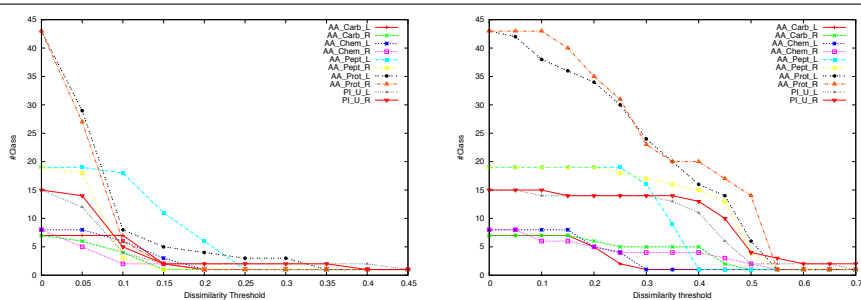 45
40
35
30
25
20
15
10
5
0
#Class
0 0.05 0.1 0.15 0.2 0.25 0.3 0.35 0.4 0.45
Dissimilarity Threshold
AA_Carb_L
AA_Carb_R
AA_Chem_L
AA_Chem_R
AA_Pept_L
AA_Pept_R
AA_Prot_L
AA_Prot_R
PI_U_L
PI_U_R
45
40
35
30
25
20
15
10
5
0
#Class
0 0.1 0.2 0.3 0.4 0.5 0.6 0.7
Dissimilarity threshold
AA_Carb_L
AA_Carb_R
AA_Chem_L
AA_Chem_R
AA_Pept_L
AA_Pept_R
AA_Prot_L
AA_Prot_R
PI_U_L
PI_U_R